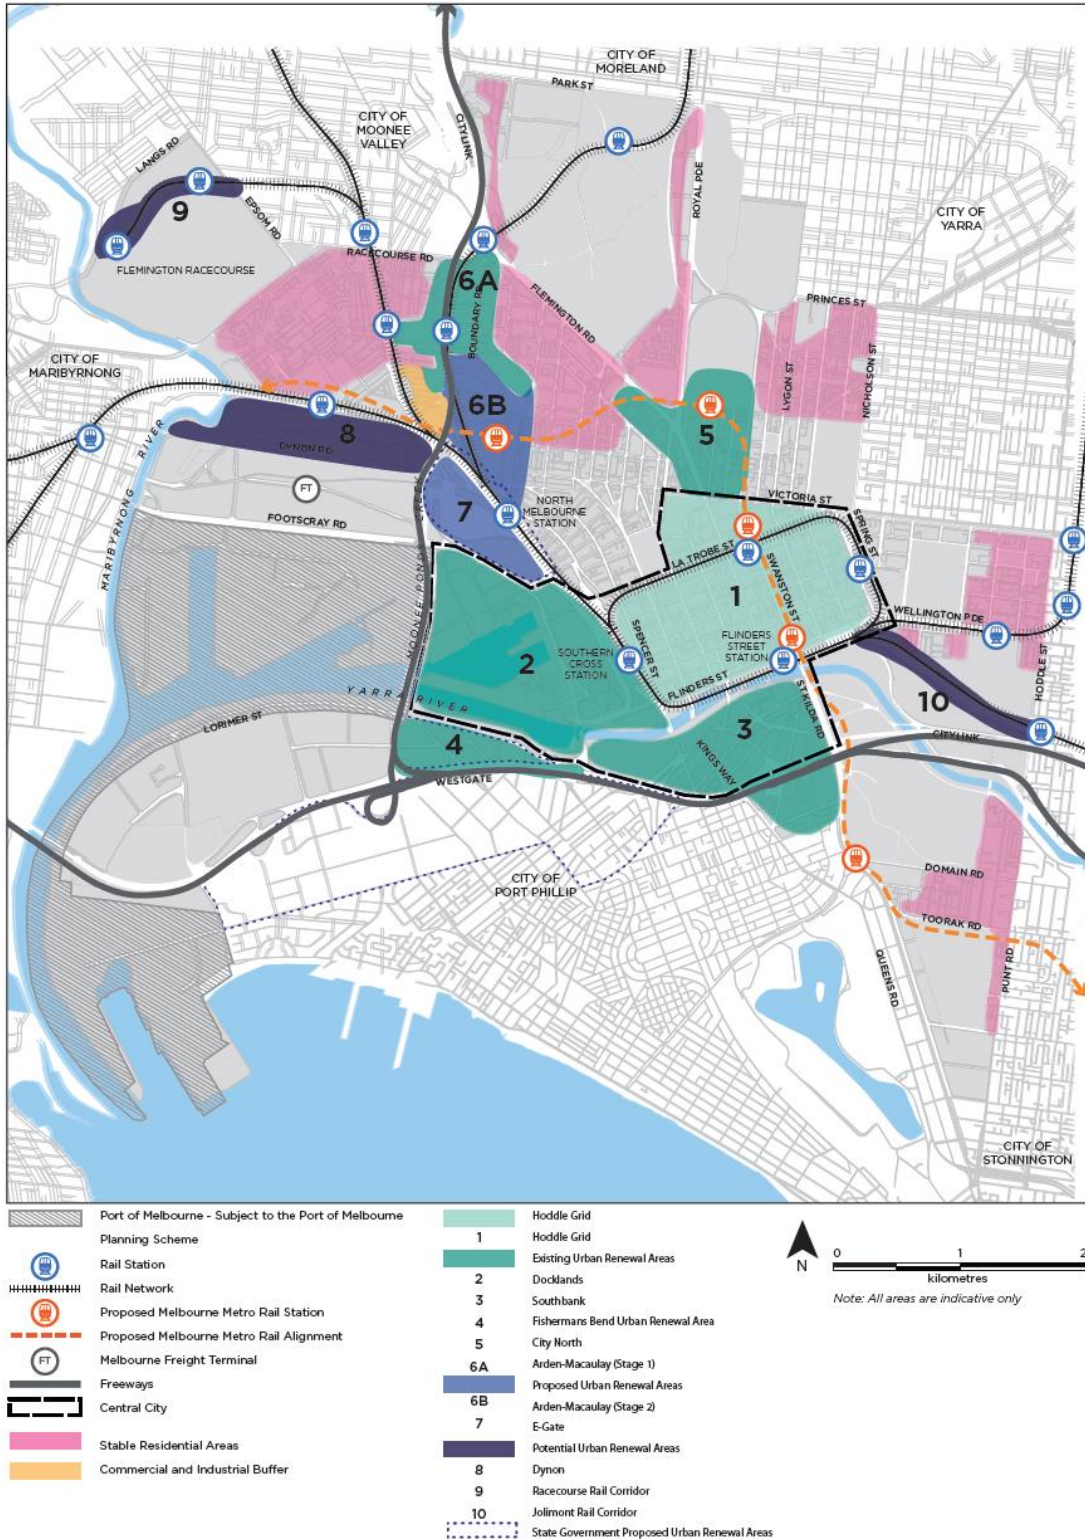 CITY OF
MORELAND
PARK ST
CITY OF
MOONEE
VALLEY
CITYLINK
LANGS RD
ROYAL PDE
9
EPSOM RD
CITY OF
YARRA
RACECOURSE RD
FLEMINGTON RACECOURSE
6A
BOUNDARY RD
FLEMINGTON RD
PRINCES ST
CITY OF
MARIBYRNONG
LYGON ST
NICHOLSON ST
6B
8
5
DYNON RD
MARIBYRNONG RIVER
FT
FOOTSCRAY RD
7
NORTH
MELBOURNE
STATION
VICTORIA ST
SPRING ST
LA TROBE ST
SWANSTON ST
1
WELLINGTON PDE
MOONEE PONDS CREEK
2
SOUTHERN
CROSS
STATION
SPENCER ST
FLINDERS
STREET
STATION
FLINDERS ST
HODDLE ST
YARRA RIVER
ST KILDA RD
10
LORIMER ST
4
3
KINGS WAY
CITYLINK
WESTGATE
CITY OF
PORT PHILLIP
DOMAIN RD
TOORAK RD
QUEENS RD
PUNT RD
CITY OF
STONNINGTON
Port of Melbourne - Subject to the Port of Melbourne
Planning Scheme
Rail Station
Rail Network
Proposed Melbourne Metro Rail Station
Proposed Melbourne Metro Rail Alignment
FT
Melbourne Freight Terminal
Freeways
Central City
Stable Residential Areas
Commercial and Industrial Buffer
Hoddle Grid
1 Hoddle Grid
Existing Urban Renewal Areas
2 Docklands
3 Southbank
4 Fishermans Bend Urban Renewal Area
5 City North
6A Arden-Macaulay (Stage 1)
Proposed Urban Renewal Areas
6B Arden-Macaulay (Stage 2)
7 E-Gate
Potential Urban Renewal Areas
8 Dynon
9 Racecourse Rail Corridor
10 Jolimont Rail Corridor
State Government Proposed Urban Renewal Areas
N
0 1 2
kilometres
Note: All areas are indicative only